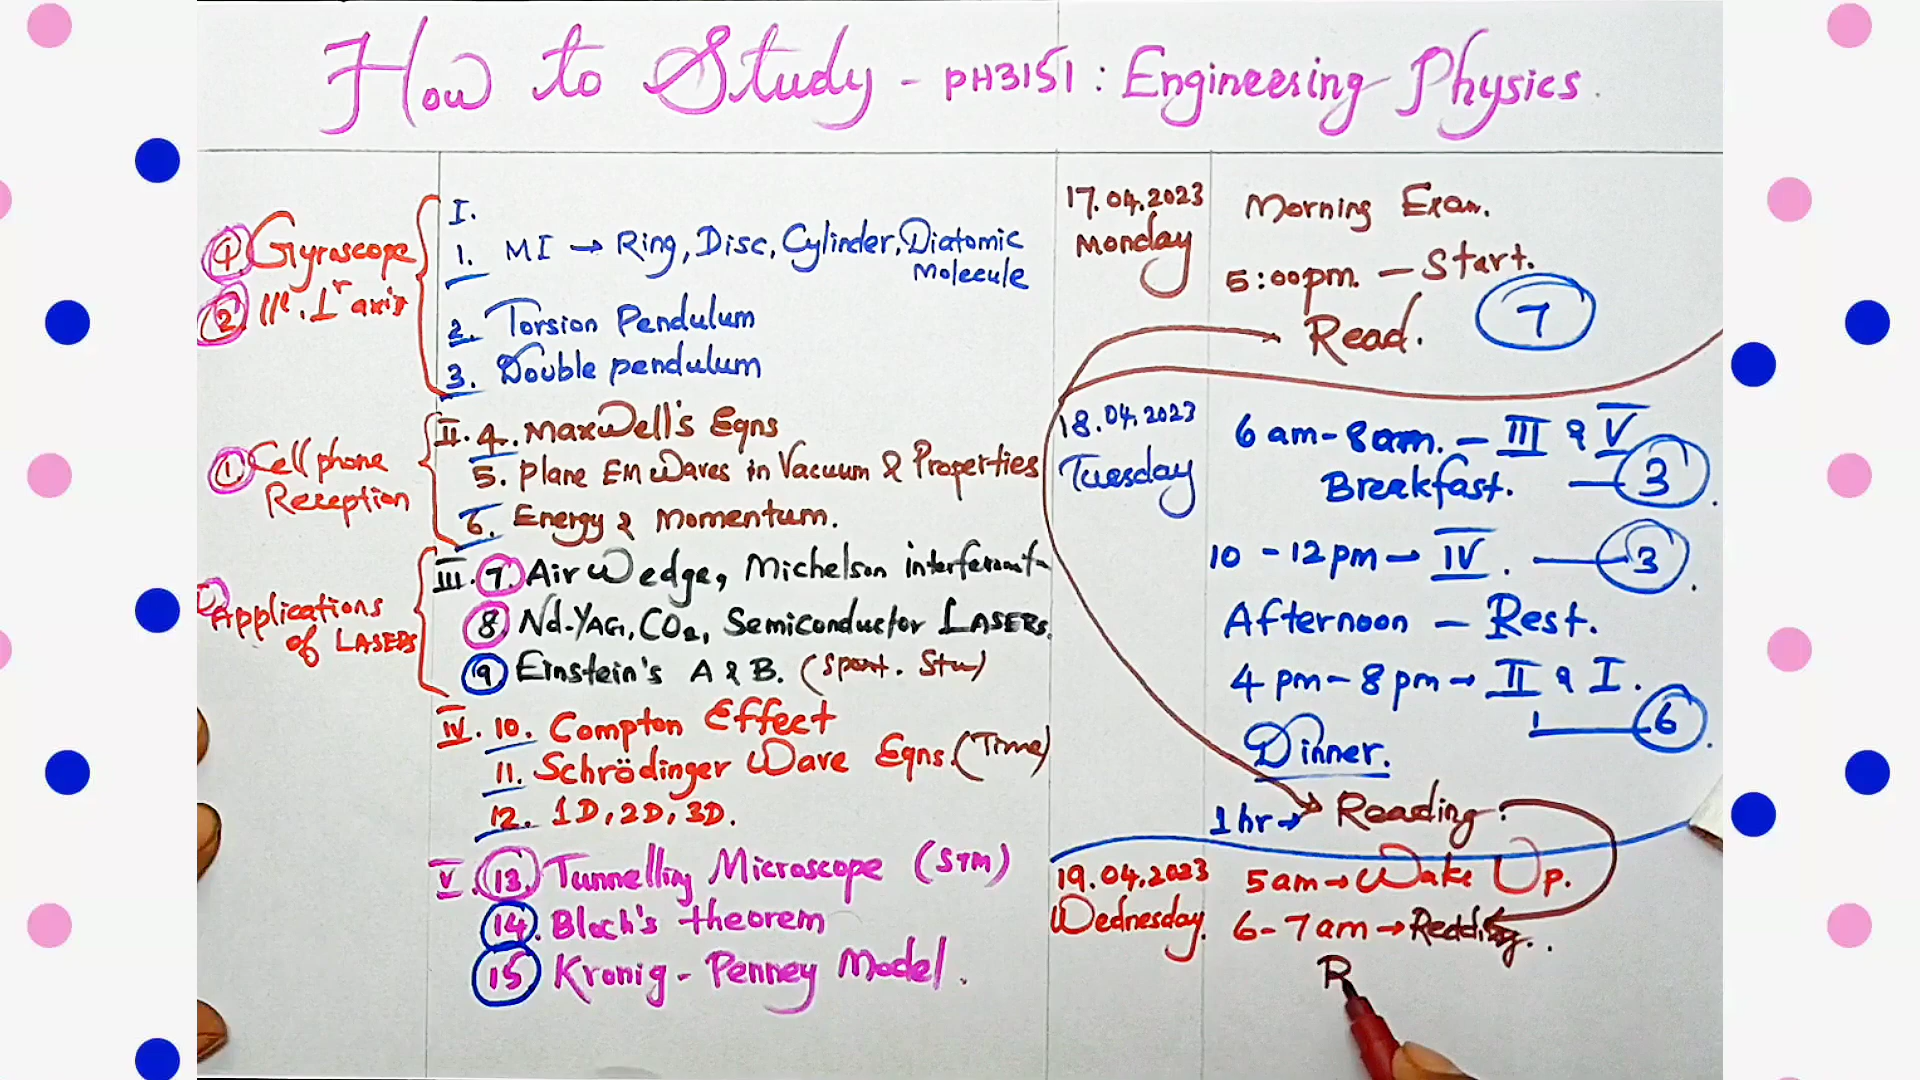 How to Study - PH3151 : Engineering Physics.
① Gyroscope
② 11el. ⊥r axis
I.
1. MI → Ring, Disc, Cylinder, Diatomic
Molecule
2. Torsion Pendulum
3. Double pendulum
① Cell phone
Reception
II. 4. Maxwell's Eqns
5. Plane EM Waves in Vacuum & Properties
6. Energy & Momentum.
Applications
of LASERS
III. 7. Air Wedge, Michelson
8. Nd-YAG, CO2, Semiconductor LASERS.
9 Einstein's A & B. (Spont. Stu)
IV. 10. Compton Effect
11. Schrödinger Wave Eqns. (Time)
12. 1D, 2D, 3D.
V. 13. Tunnelling Microscope (STM)
14. Bloch's theorem
15 Kronig - Penney Model.
17.04.2023
Monday
Morning Exam.
5:00pm. - Start.
Read. 7
18.04.2023
Tuesday
6 am - 8 am. - III & V
Breakfast. - 3.
10 - 12 pm → IV. - 3.
Afternoon - Rest.
4 pm - 8 pm → II & I.
6.
Dinner.
1 hr → Reading.
19.04.2023
Wednesday.
5 am → Wake Up.
6 - 7 am → Reading..
R